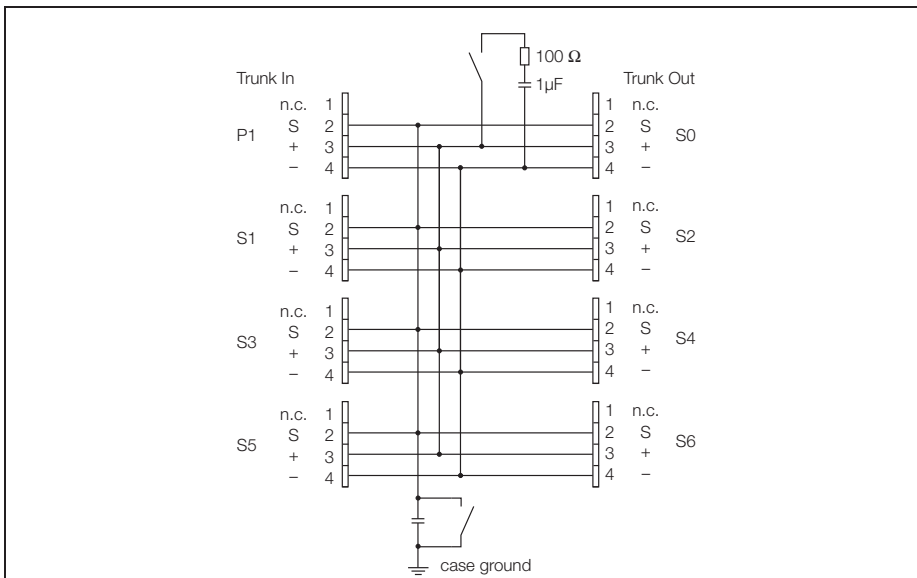 100 Ω
1µF
Trunk In Trunk Out
n.c. 1 1 n.c.
P1 S 2 2 S S0
+ 3 3 +
– 4 4 –
n.c. 1 1 n.c.
S1 S 2 2 S S2
+ 3 3 +
– 4 4 –
n.c. 1 1 n.c.
S3 S 2 2 S S4
+ 3 3 +
– 4 4 –
n.c. 1 1 n.c.
S5 S 2 2 S S6
+ 3 3 +
– 4 4 –
case ground